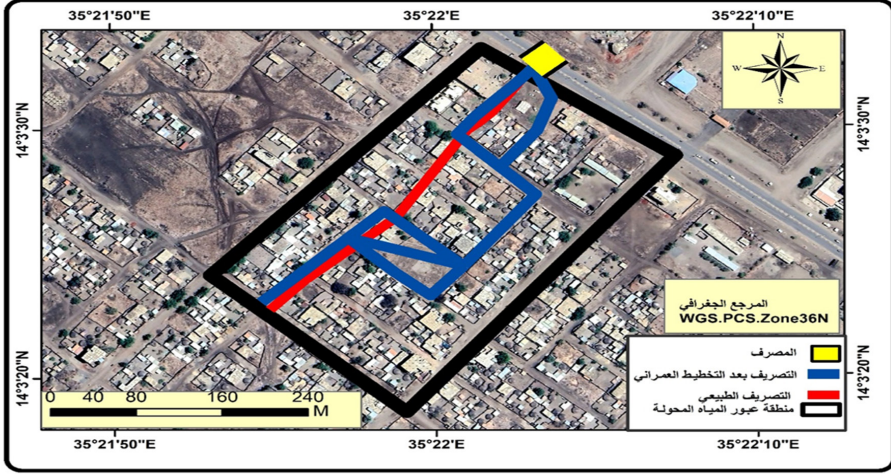 35°21'50"E 35°22'E 35°22'10"E
N
W E
S
14°3'30"N 14°3'30"N
المرجع الجغرافي
WGS.PCS.Zone36N
المصرف
التصريف بعد التخطيط العمراني
التصريف الطبيعي
منطقة عبور المياه المحولة
14°3'20"N 14°3'20"N
0 40 80 160 240
M
35°21'50"E 35°22'E 35°22'10"E